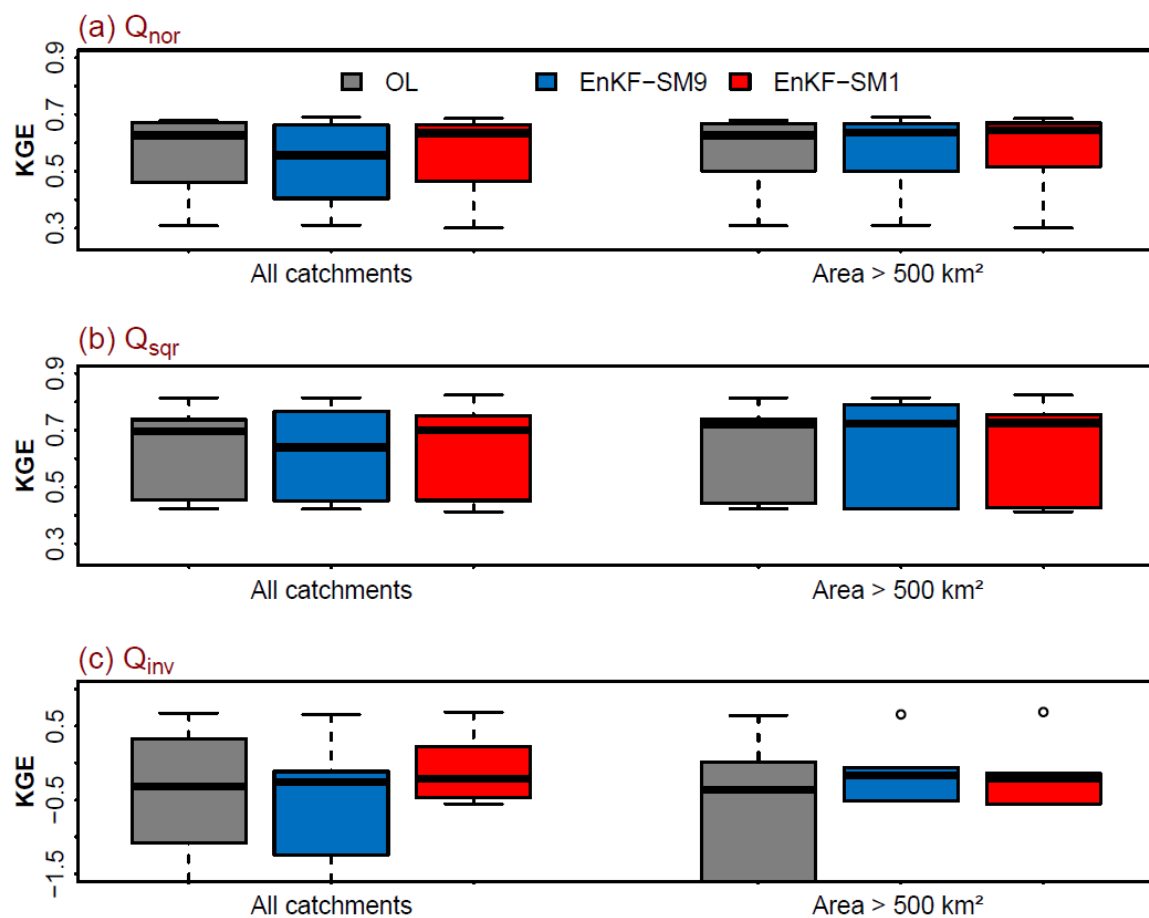 (a) Qnor
KGE
0.9
0.7
0.5
0.3
OL EnKF−SM9 EnKF−SM1
All catchments Area > 500 km²
(b) Qsqr
KGE
0.9
0.7
0.5
0.3
All catchments Area > 500 km²
(c) Qinv
KGE
0.5
−0.5
−1.5
All catchments Area > 500 km²